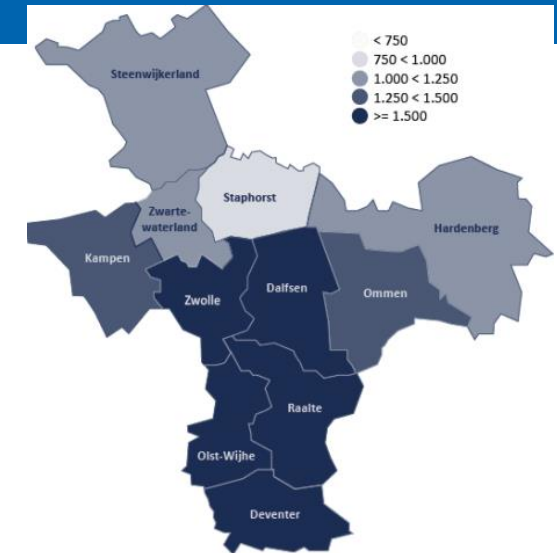 < 750
750 < 1.000
1.000 < 1.250
1.250 < 1.500
>= 1.500
Steenwijkerland
Staphorst
Zwarte-
waterland
Hardenberg
Kampen
Zwolle
Dalfsen
Ommen
Raalte
Olst-Wijhe
Deventer